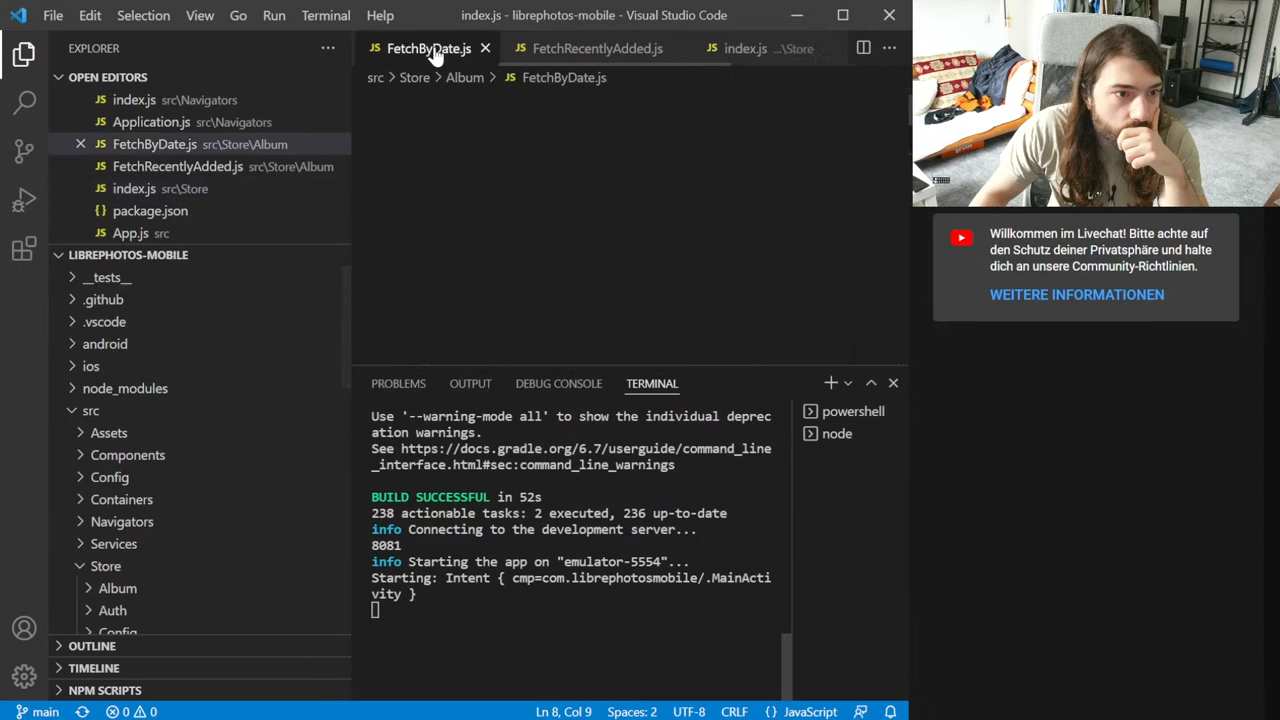 File Edit Selection View Go Run Terminal Help
index.js - librephotos-mobile - Visual Studio Code
EXPLORER
OPEN EDITORS
JS index.js src\Navigators
JS Application.js src\Navigators
JS FetchByDate.js src\Store\Album
JS FetchRecentlyAdded.js src\Store\Album
JS index.js src\Store
{} package.json
JS App.js src
LIBREPHOTOS-MOBILE
__tests__
.github
.vscode
android
ios
node_modules
src
Assets
Components
Config
Containers
Navigators
Services
Store
Album
Auth
Config
OUTLINE
TIMELINE
NPM SCRIPTS
JS FetchByDate.js
JS FetchRecentlyAdded.js
JS index.js ...\Store
src > Store > Album > JS FetchByDate.js
PROBLEMS OUTPUT DEBUG CONSOLE TERMINAL
Use '--warning-mode all' to show the individual deprec
ation warnings.
See https://docs.gradle.org/6.7/userguide/command_line
_interface.html#sec:command_line_warnings
BUILD SUCCESSFUL in 52s
238 actionable tasks: 2 executed, 236 up-to-date
info Connecting to the development server...
8081
info Starting the app on "emulator-5554"...
Starting: Intent { cmp=com.librephotosmobile/.MainActi
vity }
powershell
node
Willkommen im Livechat! Bitte achte auf
den Schutz deiner Privatsphäre und halte
dich an unsere Community-Richtlinien.
WEITERE INFORMATIONEN
main
0 0
Ln 8, Col 9 Spaces: 2 UTF-8 CRLF {} JavaScript